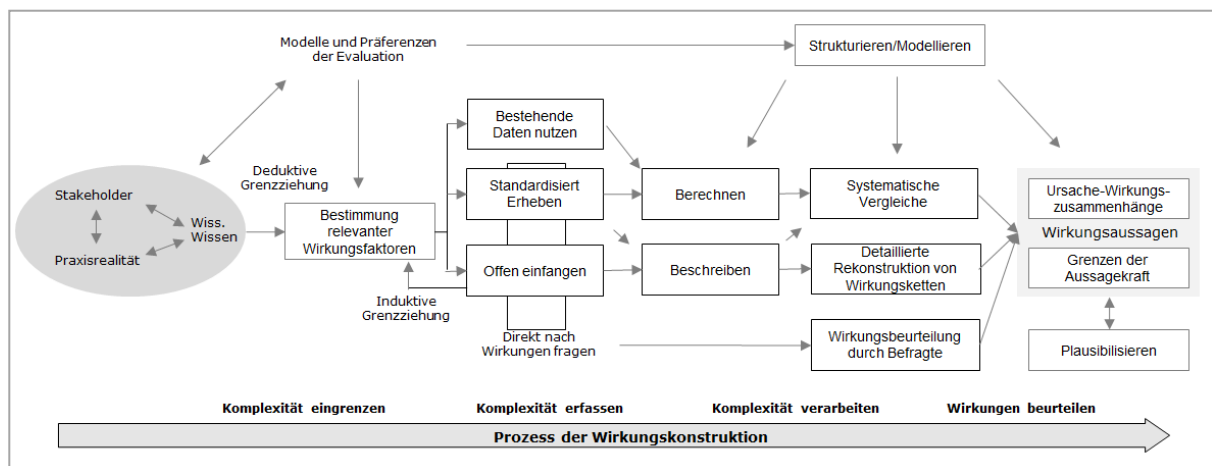 Modelle und Präferenzen
der Evaluation
Strukturieren/Modellieren
Bestehende
Daten nutzen
Deduktive
Grenzziehung
Stakeholder
Wiss.
Wissen
Praxisrealität
Bestimmung
relevanter
Wirkungsfaktoren
Standardisiert
Erheben
Berechnen
Systematische
Vergleiche
Ursache-Wirkungs-
zusammenhänge
Wirkungsaussagen
Grenzen der
Aussagekraft
Offen einfangen
Beschreiben
Detaillierte
Rekonstruktion von
Wirkungsketten
Induktive
Grenzziehung
Direkt nach
Wirkungen fragen
Wirkungsbeurteilung
durch Befragte
Plausibilisieren
Komplexität eingrenzen
Komplexität erfassen
Komplexität verarbeiten
Wirkungen beurteilen
Prozess der Wirkungskonstruktion